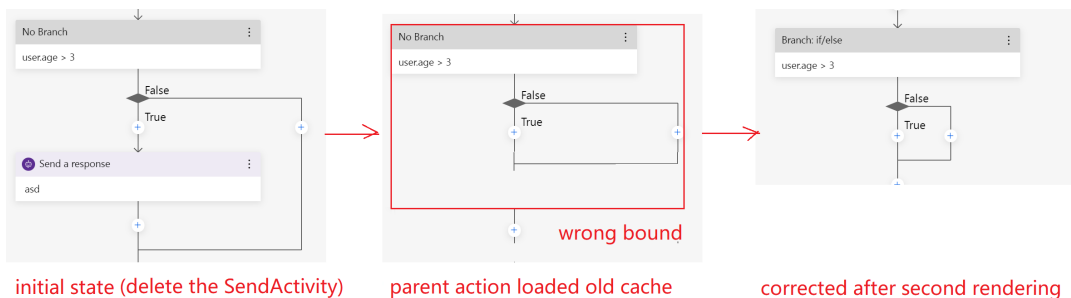 No Branch
user.age > 3
False
True
Send a response
asd
initial state (delete the SendActivity)
No Branch
user.age > 3
False
True
wrong bound
parent action loaded old cache
Branch: if/else
user.age > 3
False
True
corrected after second rendering